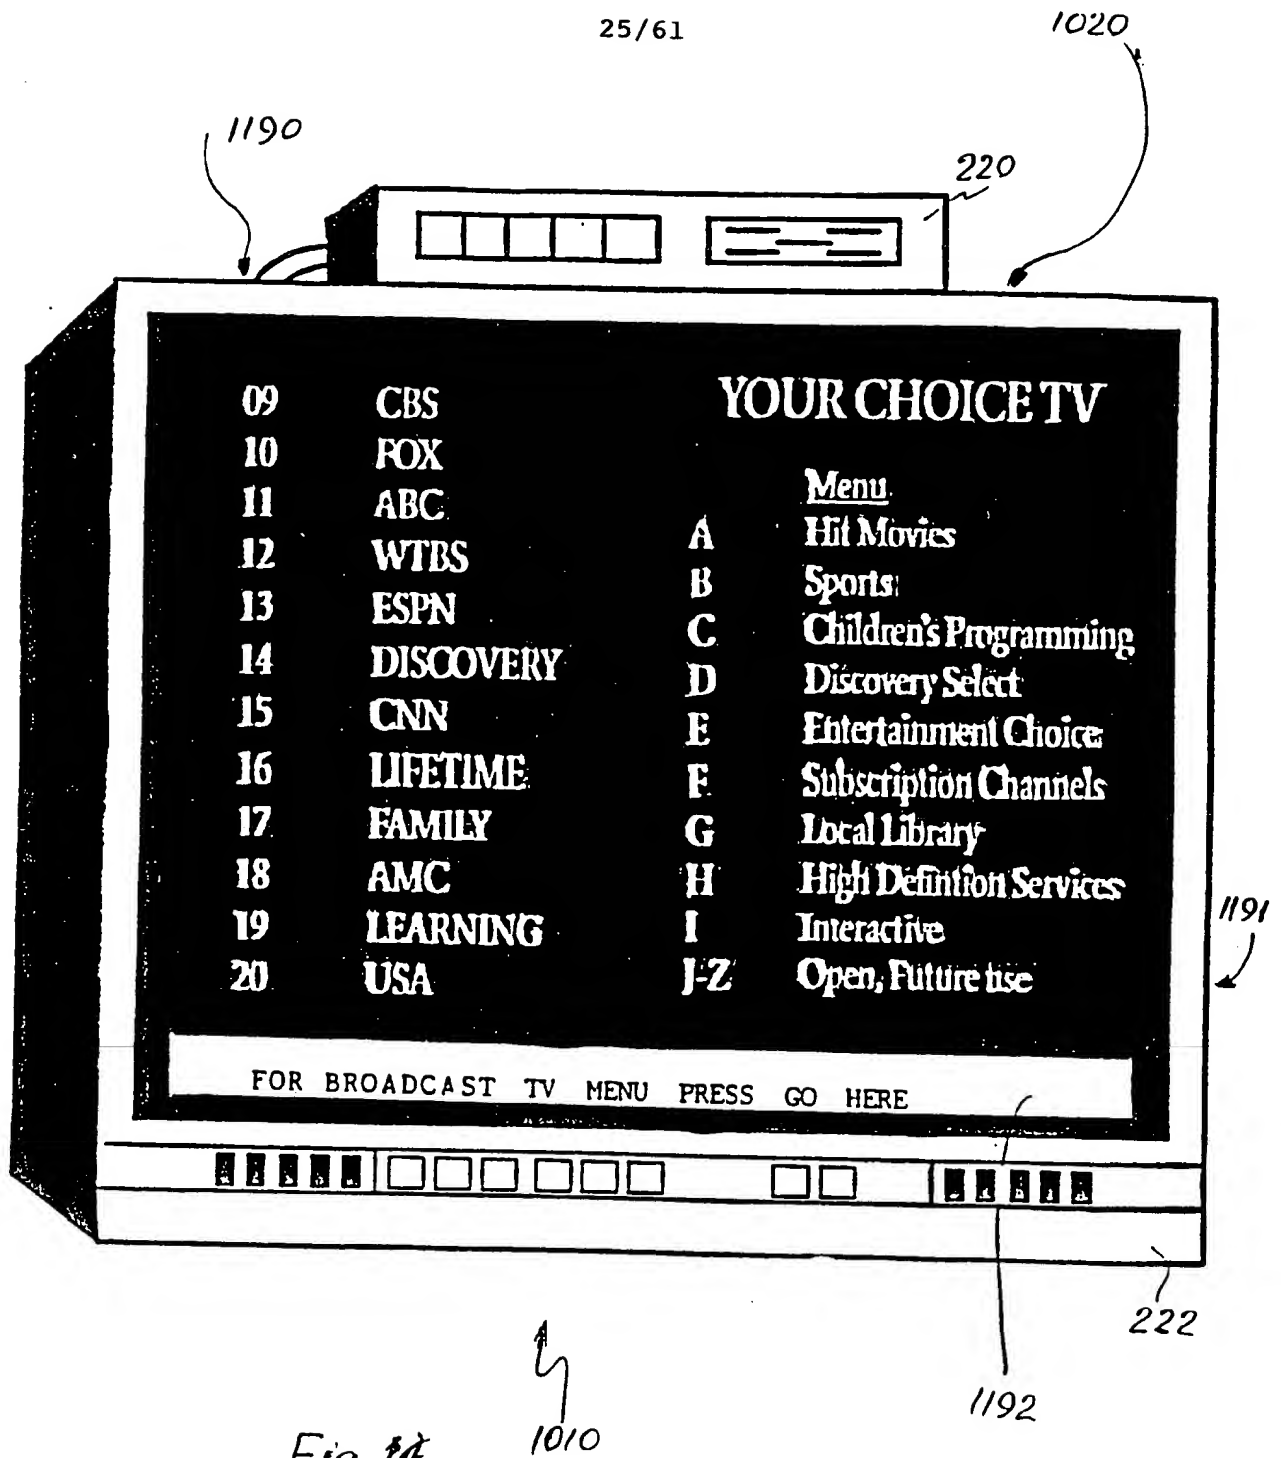 25/61
1020
1190
220
09 CBS
10 FOX
11 ABC
12 WTBS
13 ESPN
14 DISCOVERY
15 CNN
16 LIFETIME
17 FAMILY
18 AMC
19 LEARNING
20 USA
YOUR CHOICE TV
Menu
A Hit Movies
B Sports
C Children's Programming
D Discovery Select
E Entertainment Choice
F Subscription Channels
G Local Library
H High Defintion Services
I Interactive
J-Z Open, Future use
1191
FOR BROADCAST TV MENU PRESS GO HERE
222
1192
1010
Fig.